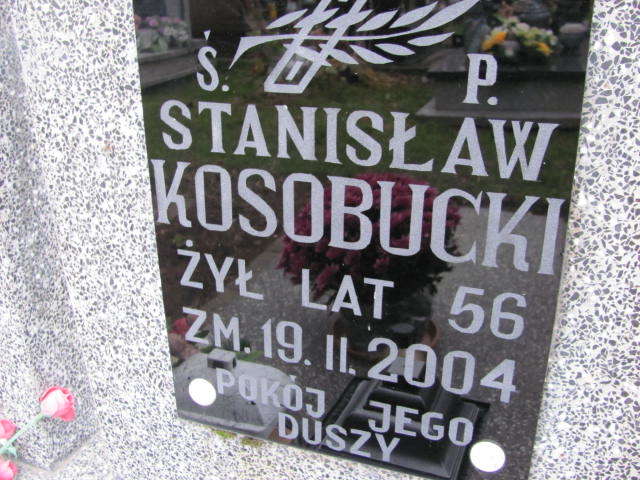 Ś. P.
STANISŁAW
KOSOBUCKI
ŻYŁ LAT 56
ZM. 19. II. 2004
POKÓJ JEGO
DUSZY